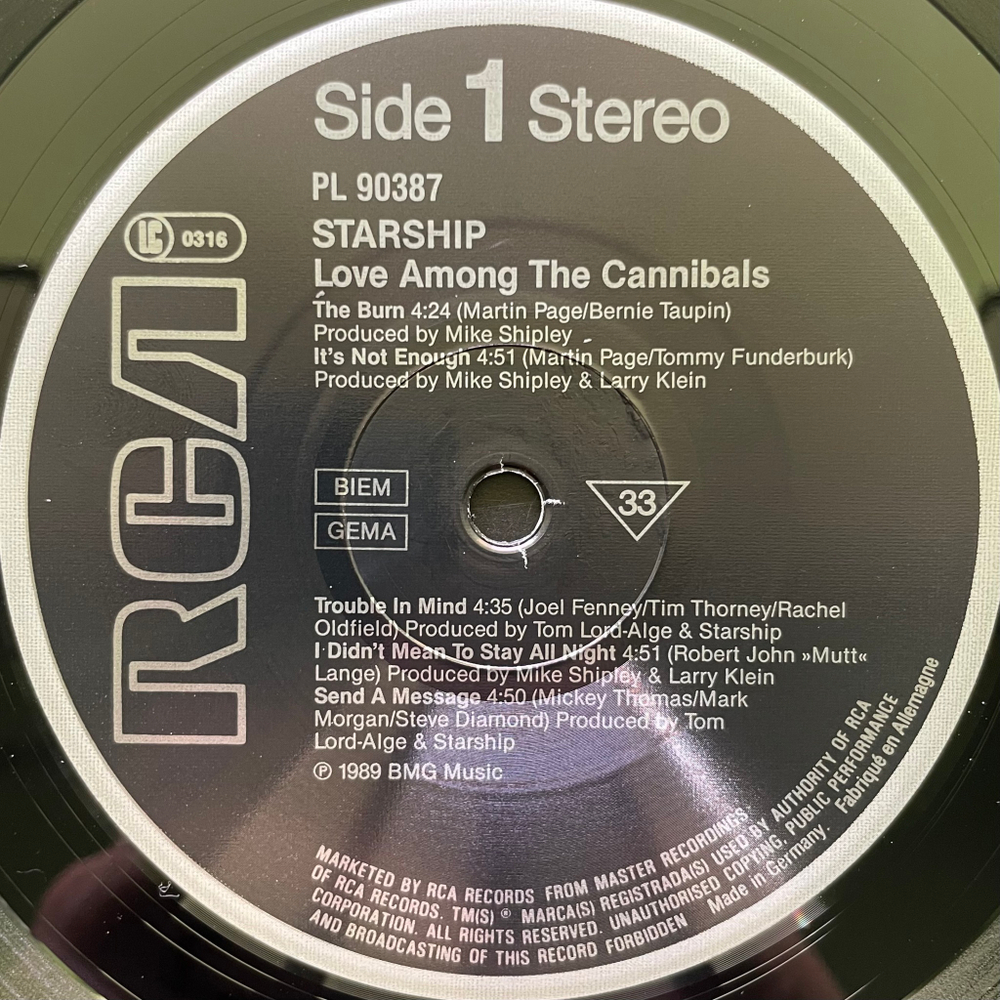 Side 1 Stereo
PL 90387
STARSHIP
Love Among The Cannibals
The Burn 4:24 (Martin Page/Bernie Taupin)
Produced by Mike Shipley
It's Not Enough 4:51 (Martin Page/Tommy Funderburk)
Produced by Mike Shipley & Larry Klein
LC 0316
RCA
BIEM
GEMA
33
Trouble In Mind 4:35 (Joel Fenney/Tim Thorney/Rachel
Oldfield) Produced by Tom Lord-Alge & Starship
I Didn't Mean To Stay All Night 4:51 (Robert John »Mutt«
Lange) Produced by Mike Shipley & Larry Klein
Send A Message 4:50 (Mickey Thomas/Mark
Morgan/Steve Diamond) Produced by Tom
Lord-Alge & Starship
℗ 1989 BMG Music
MARKETED BY RCA RECORDS FROM MASTER RECORDINGS
OF RCA RECORDS. TM(S) ® MARCA(S) REGISTRADA(S) USED BY AUTHORITY OF RCA
CORPORATION. ALL RIGHTS RESERVED. UNAUTHORISED COPYING, PUBLIC PERFORMANCE
AND BROADCASTING OF THIS RECORD FORBIDDEN Made in Germany. Fabriqué en Allemagne